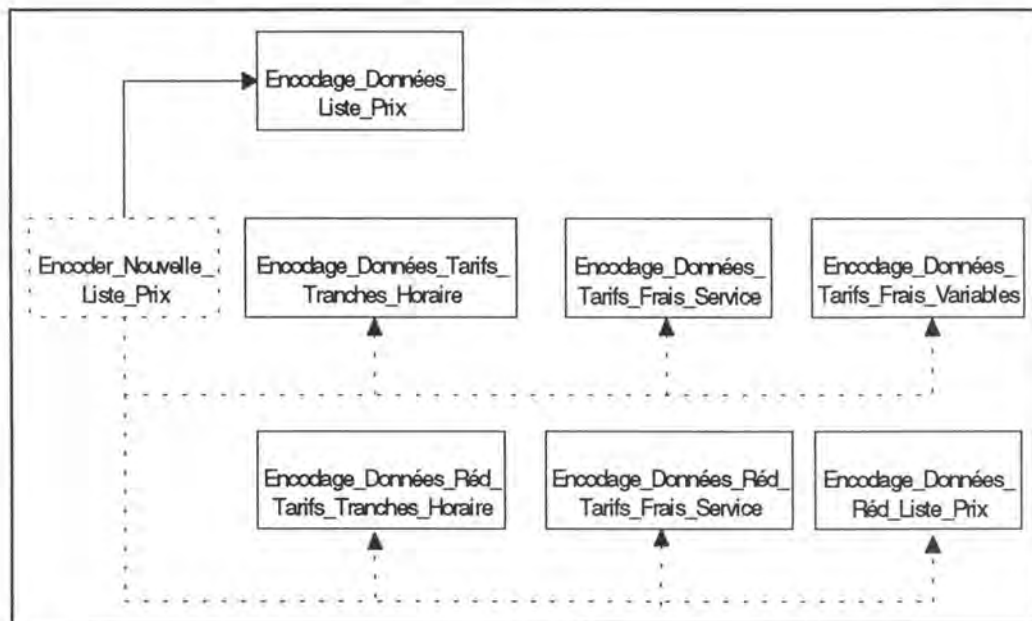 Encodage_Données_
Liste_Prix
Encoder_Nouvelle_
Liste_Prix
Encodage_Données_Tarifs_
Tranches_Horaire
Encodage_Données_
Tarifs_Frais_Service
Encodage_Données_
Tarifs_Frais_Variables
Encodage_Données_Réd_
Tarifs_Tranches_Horaire
Encodage_Données_Réd_
Tarifs_Frais_Service
Encodage_Données_
Réd_Liste_Prix